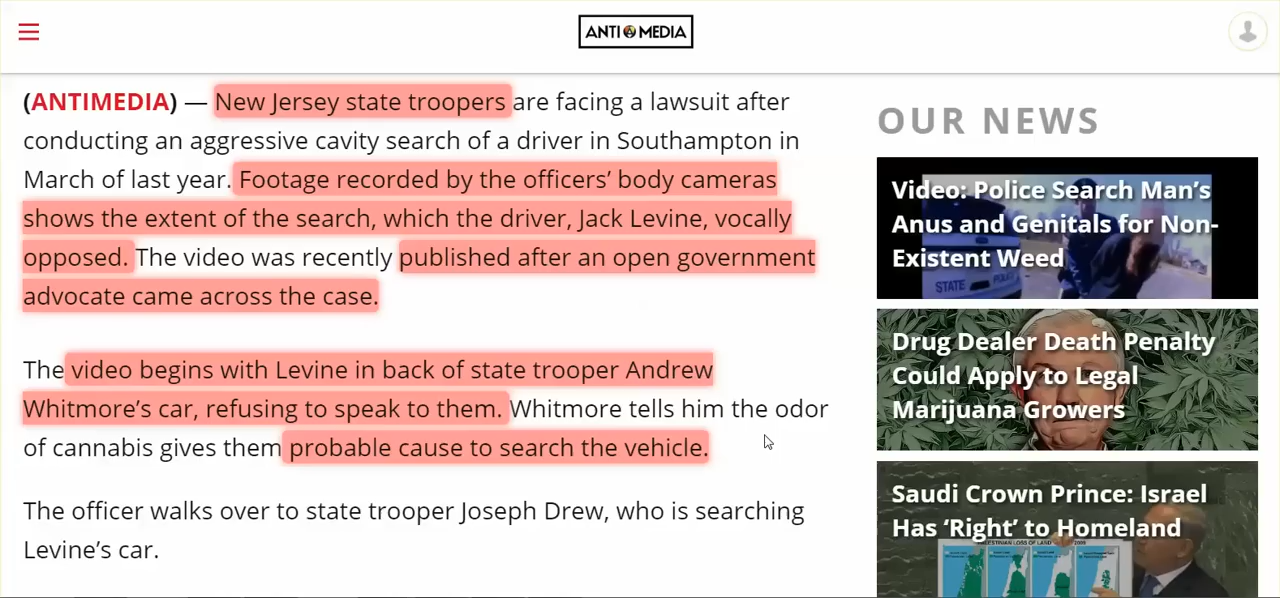 ANTI MEDIA
(ANTIMEDIA) — New Jersey state troopers are facing a lawsuit after
conducting an aggressive cavity search of a driver in Southampton in
March of last year. Footage recorded by the officers’ body cameras
shows the extent of the search, which the driver, Jack Levine, vocally
opposed. The video was recently published after an open government
advocate came across the case.
The video begins with Levine in back of state trooper Andrew
Whitmore’s car, refusing to speak to them. Whitmore tells him the odor
of cannabis gives them probable cause to search the vehicle.
The officer walks over to state trooper Joseph Drew, who is searching
Levine’s car.
OUR NEWS
Video: Police Search Man’s
Anus and Genitals for Non-
Existent Weed
STATE
Drug Dealer Death Penalty
Could Apply to Legal
Marijuana Growers
Saudi Crown Prince: Israel
Has ‘Right’ to Homeland